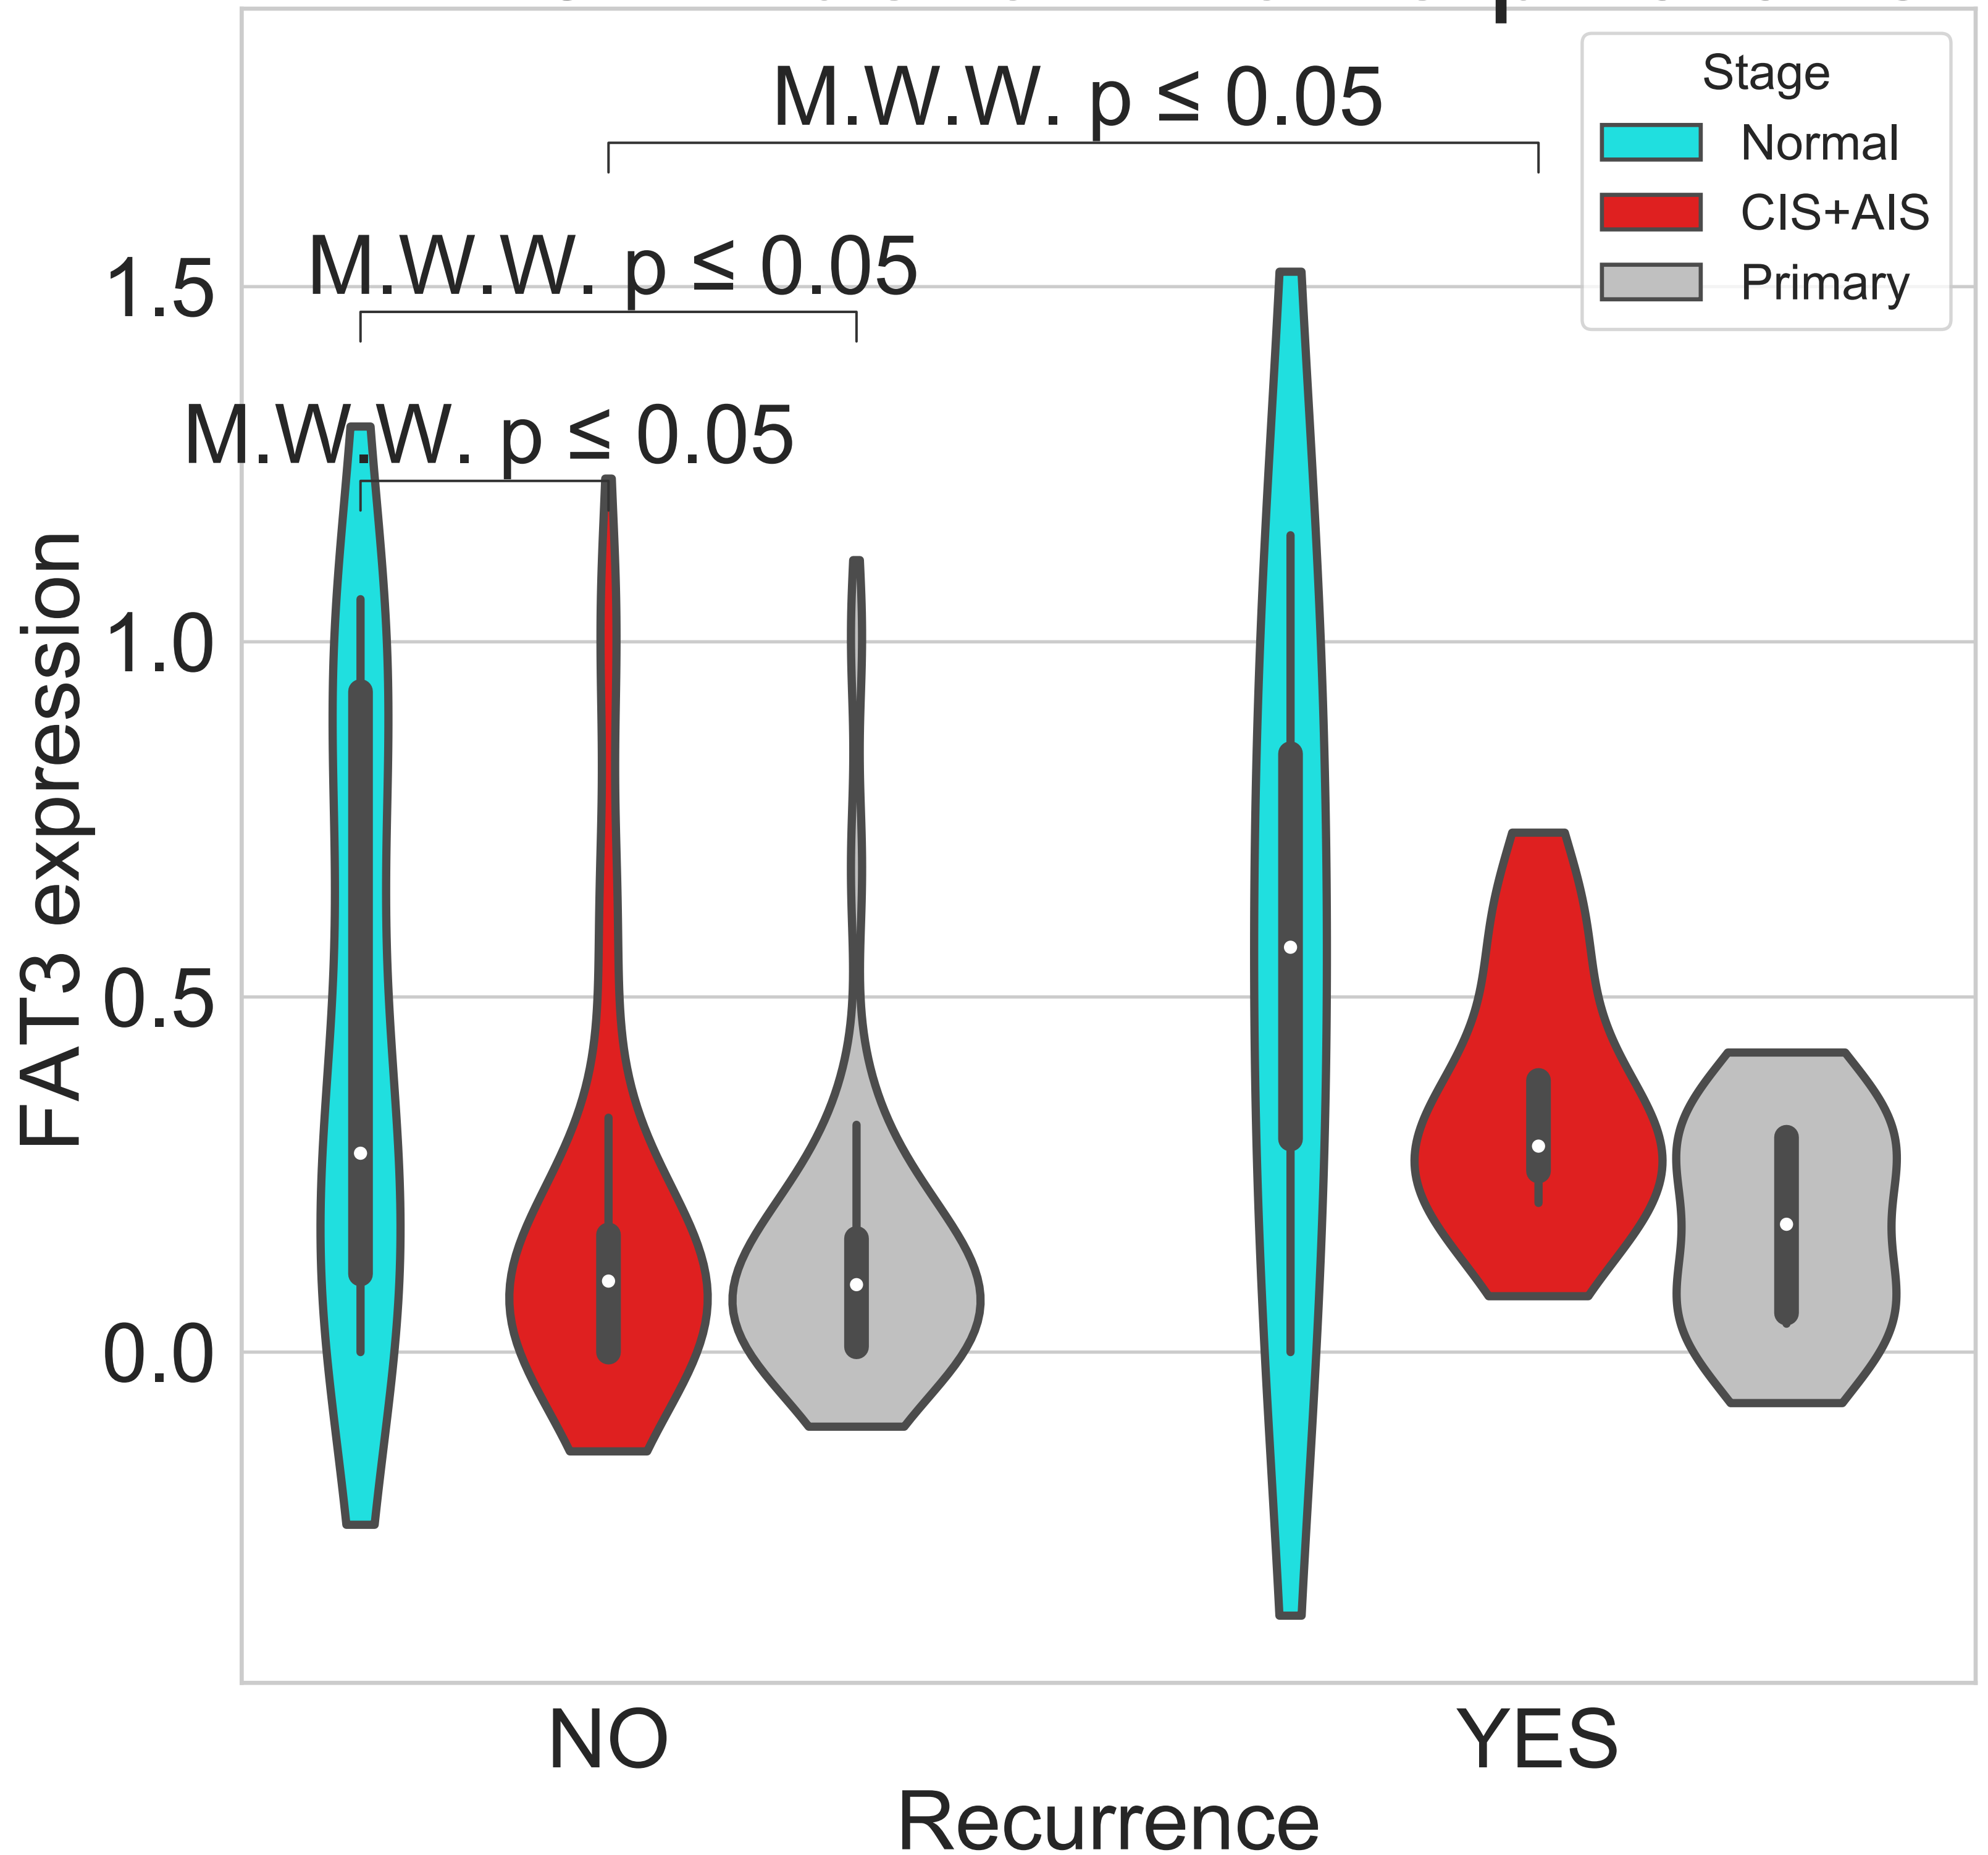 Stage
Normal
CIS+AIS
Primary
M.W.W. p ≤ 0.05
M.W.W. p ≤ 0.05
M.W.W. p ≤ 0.05
1.5
1.0
0.5
0.0
FAT3 expression
NO
YES
Recurrence